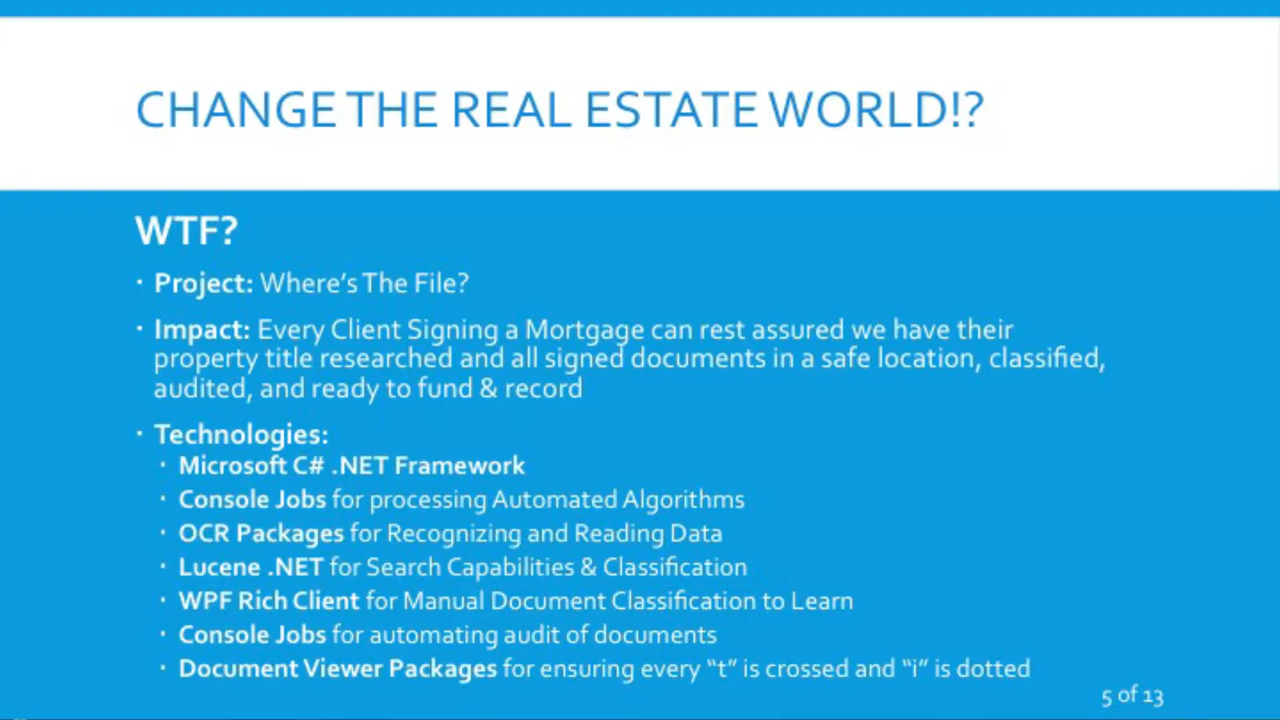 CHANGE THE REAL ESTATE WORLD!?
WTF?
· Project: Where's The File?
· Impact: Every Client Signing a Mortgage can rest assured we have their
property title researched and all signed documents in a safe location, classified,
audited, and ready to fund & record
· Technologies:
· Microsoft C# .NET Framework
· Console Jobs for processing Automated Algorithms
· OCR Packages for Recognizing and Reading Data
· Lucene .NET for Search Capabilities & Classification
· WPF Rich Client for Manual Document Classification to Learn
· Console Jobs for automating audit of documents
· Document Viewer Packages for ensuring every “t” is crossed and “i” is dotted
5 of 13